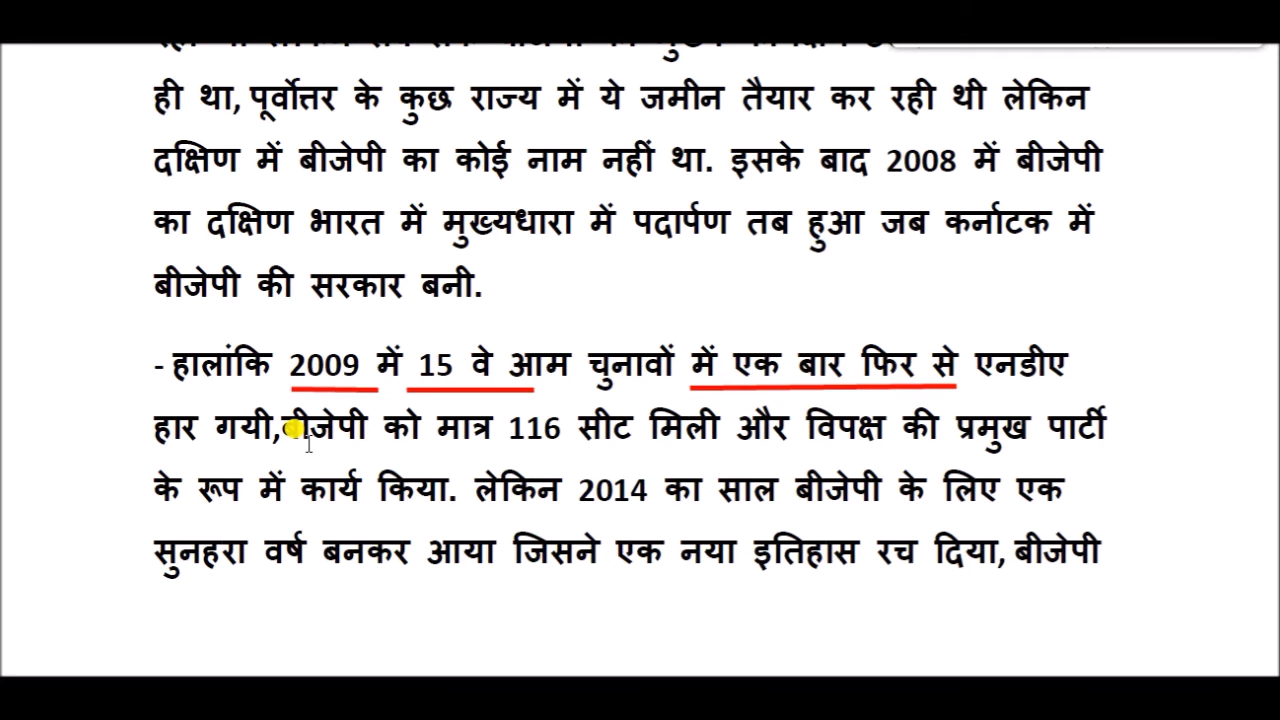 ही था, पूर्वोत्तर के कुछ राज्य में ये जमीन तैयार कर रही थी लेकिन
दक्षिण में बीजेपी का कोई नाम नहीं था. इसके बाद 2008 में बीजेपी
का दक्षिण भारत में मुख्यधारा में पदार्पण तब हुआ जब कर्नाटक में
बीजेपी की सरकार बनी.
- हालांकि 2009 में 15 वे आम चुनावों में एक बार फिर से एनडीए
हार गयी,बीजेपी को मात्र 116 सीट मिली और विपक्ष की प्रमुख पार्टी
के रूप में कार्य किया. लेकिन 2014 का साल बीजेपी के लिए एक
सुनहरा वर्ष बनकर आया जिसने एक नया इतिहास रच दिया, बीजेपी